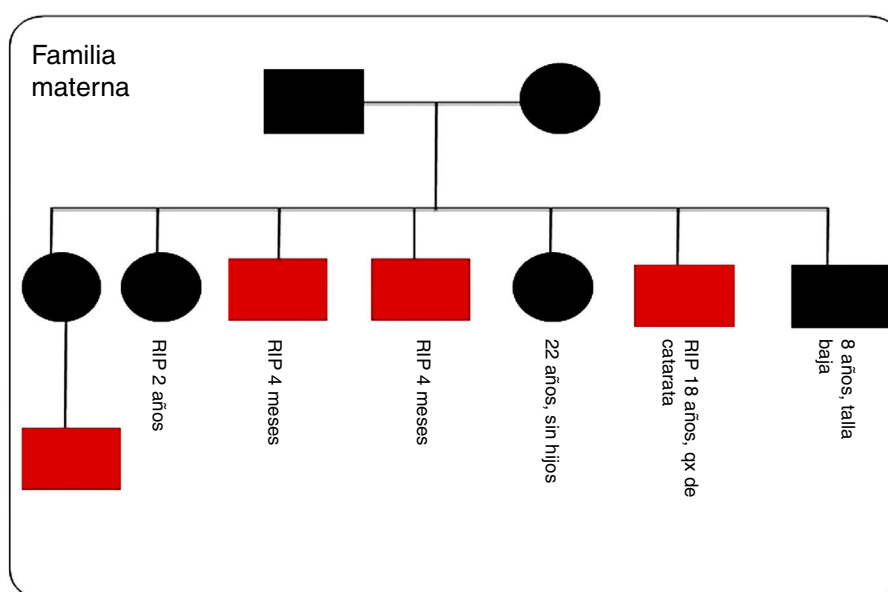 Familia
materna
RIP 2 años
RIP 4 meses
RIP 4 meses
22 años, sin hijos
RIP 18 años, qx de
catarata
8 años, talla
baja